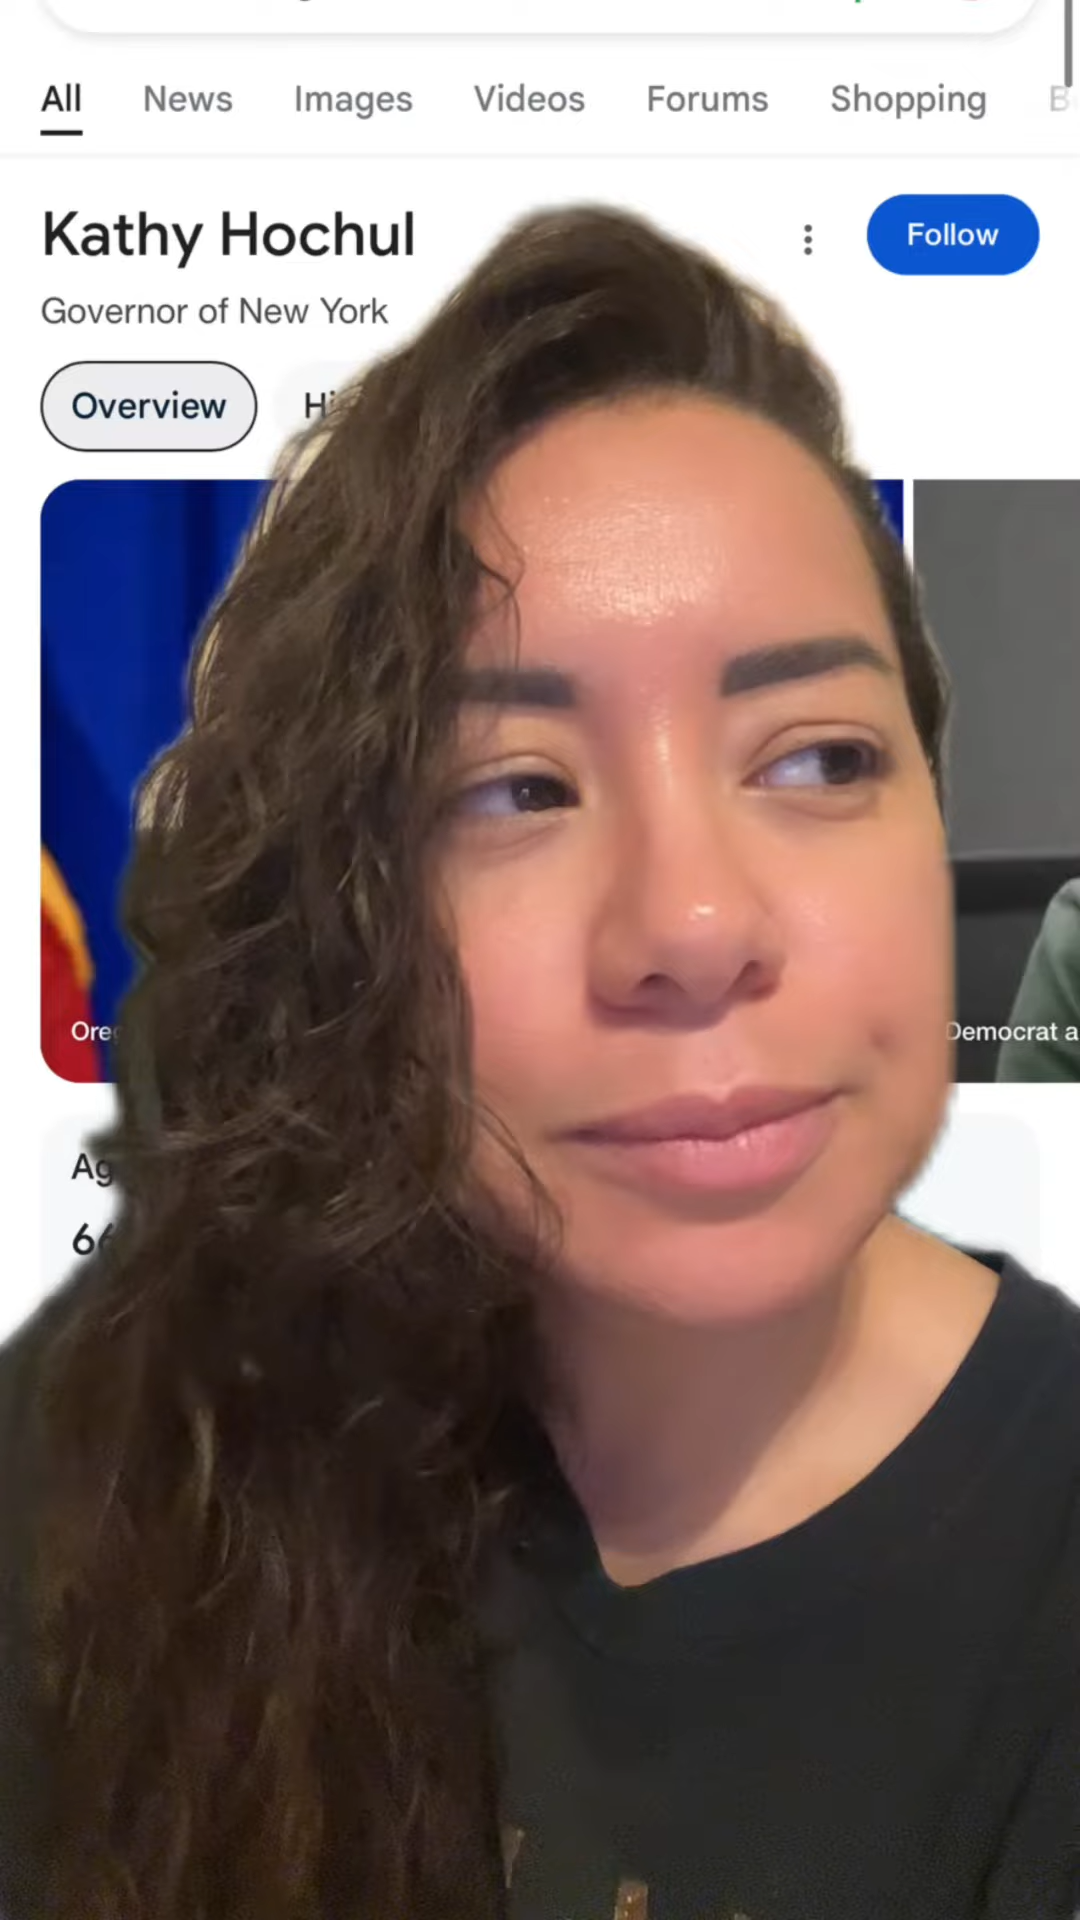 All News Images Videos Forums Shopping
Kathy Hochul
Follow
Governor of New York
Overview
Democrat a